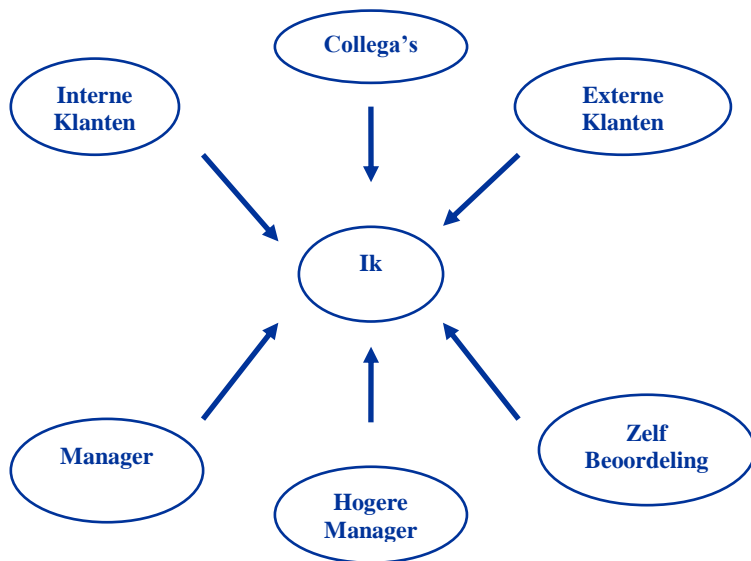 Collega’s
Interne
Klanten
Externe
Klanten
Ik
Manager
Zelf
Beoordeling
Hogere
Manager